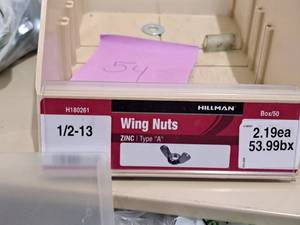 54
H180261
HILLMAN
Box/50
1/2-13
Wing Nuts
ZINC | Type "A"
2.19ea
53.99bx